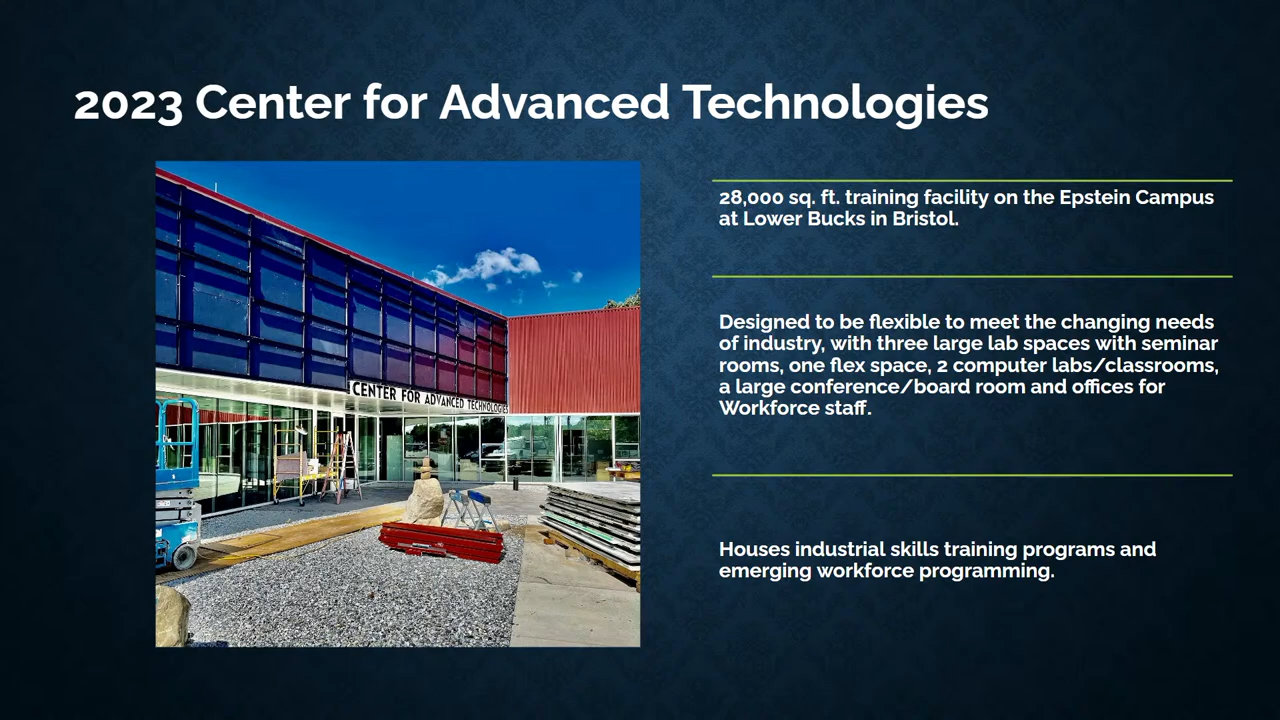 2023 Center for Advanced Technologies
CENTER FOR ADVANCED TECHNOLOGIES
28,000 sq. ft. training facility on the Epstein Campus
at Lower Bucks in Bristol.
Designed to be flexible to meet the changing needs
of industry, with three large lab spaces with seminar
rooms, one flex space, 2 computer labs/classrooms,
a large conference/board room and offices for
Workforce staff.
Houses industrial skills training programs and
emerging workforce programming.